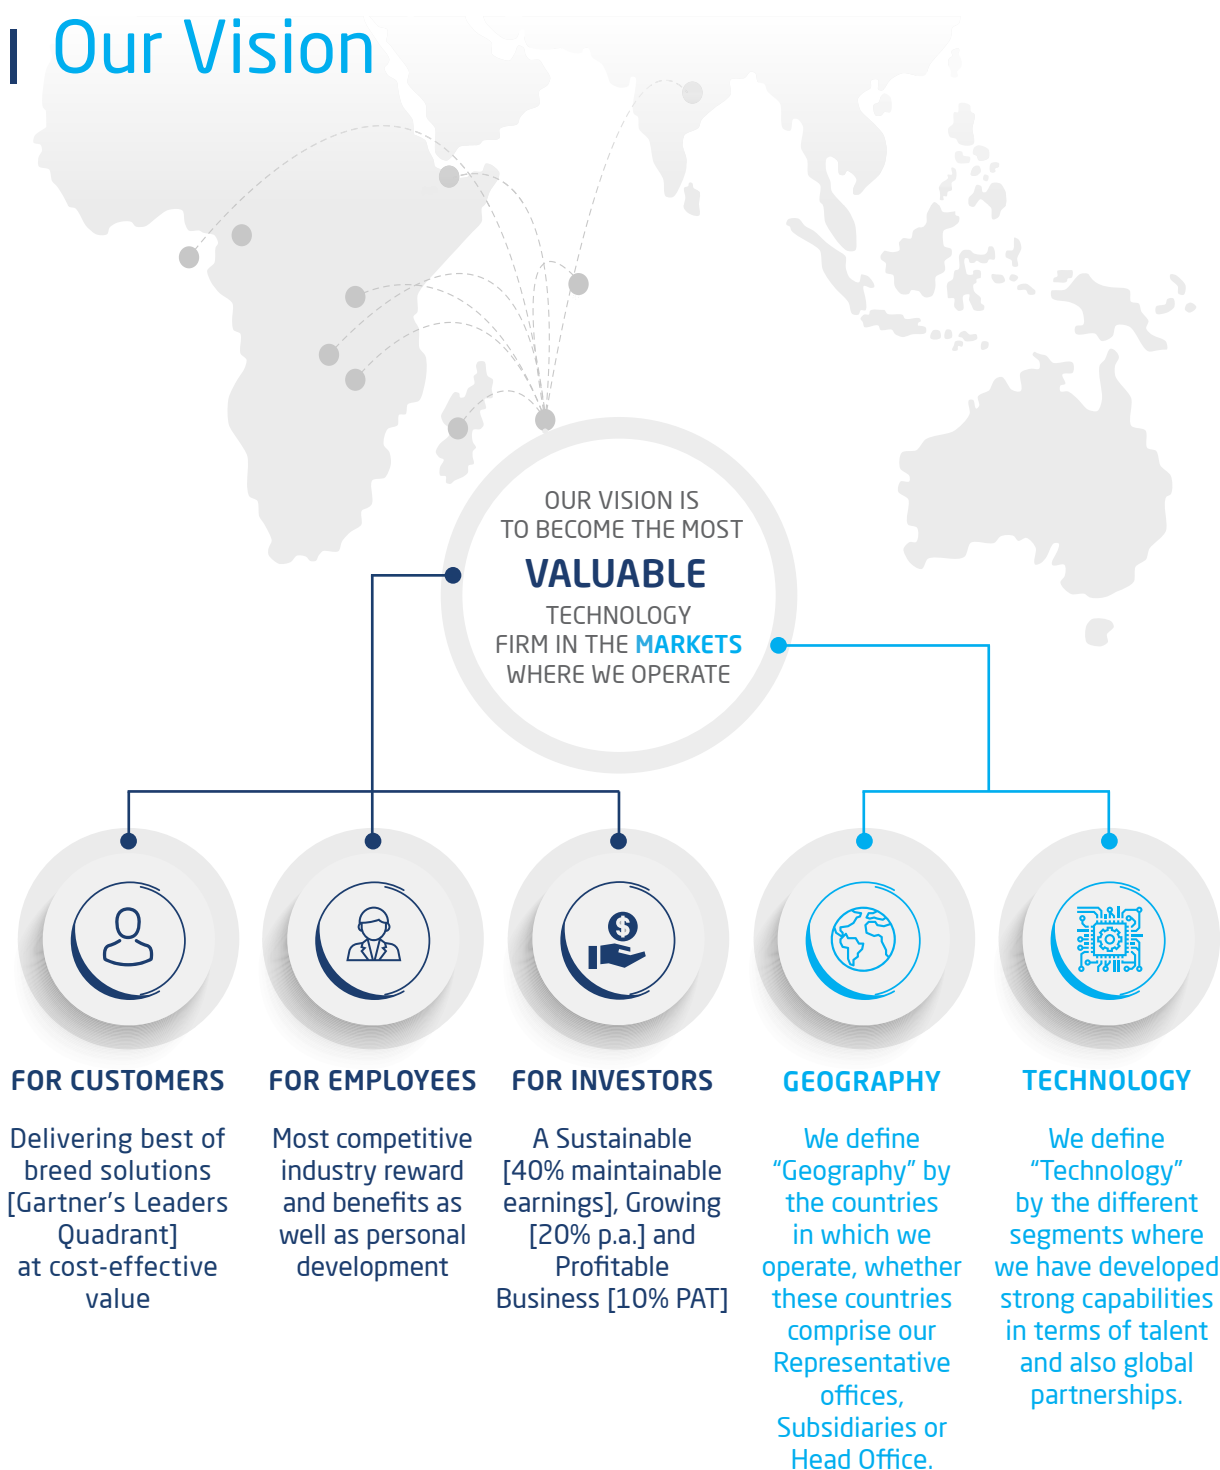 Our Vision
OUR VISION IS
TO BECOME THE MOST
VALUABLE
TECHNOLOGY
FIRM IN THE MARKETS
WHERE WE OPERATE
$
FOR CUSTOMERS
Delivering best of
breed solutions
[Gartner's Leaders
Quadrant]
at cost-effective
value
FOR EMPLOYEES
Most competitive
industry reward
and benefits as
well as personal
development
FOR INVESTORS
A Sustainable
[40% maintainable
earnings], Growing
[20% p.a.] and
Profitable
Business [10% PAT]
GEOGRAPHY
We define
“Geography” by
the countries
in which we
operate, whether
these countries
comprise our
Representative
offices,
Subsidiaries or
Head Office.
TECHNOLOGY
We define
“Technology”
by the different
segments where
we have developed
strong capabilities
in terms of talent
and also global
partnerships.